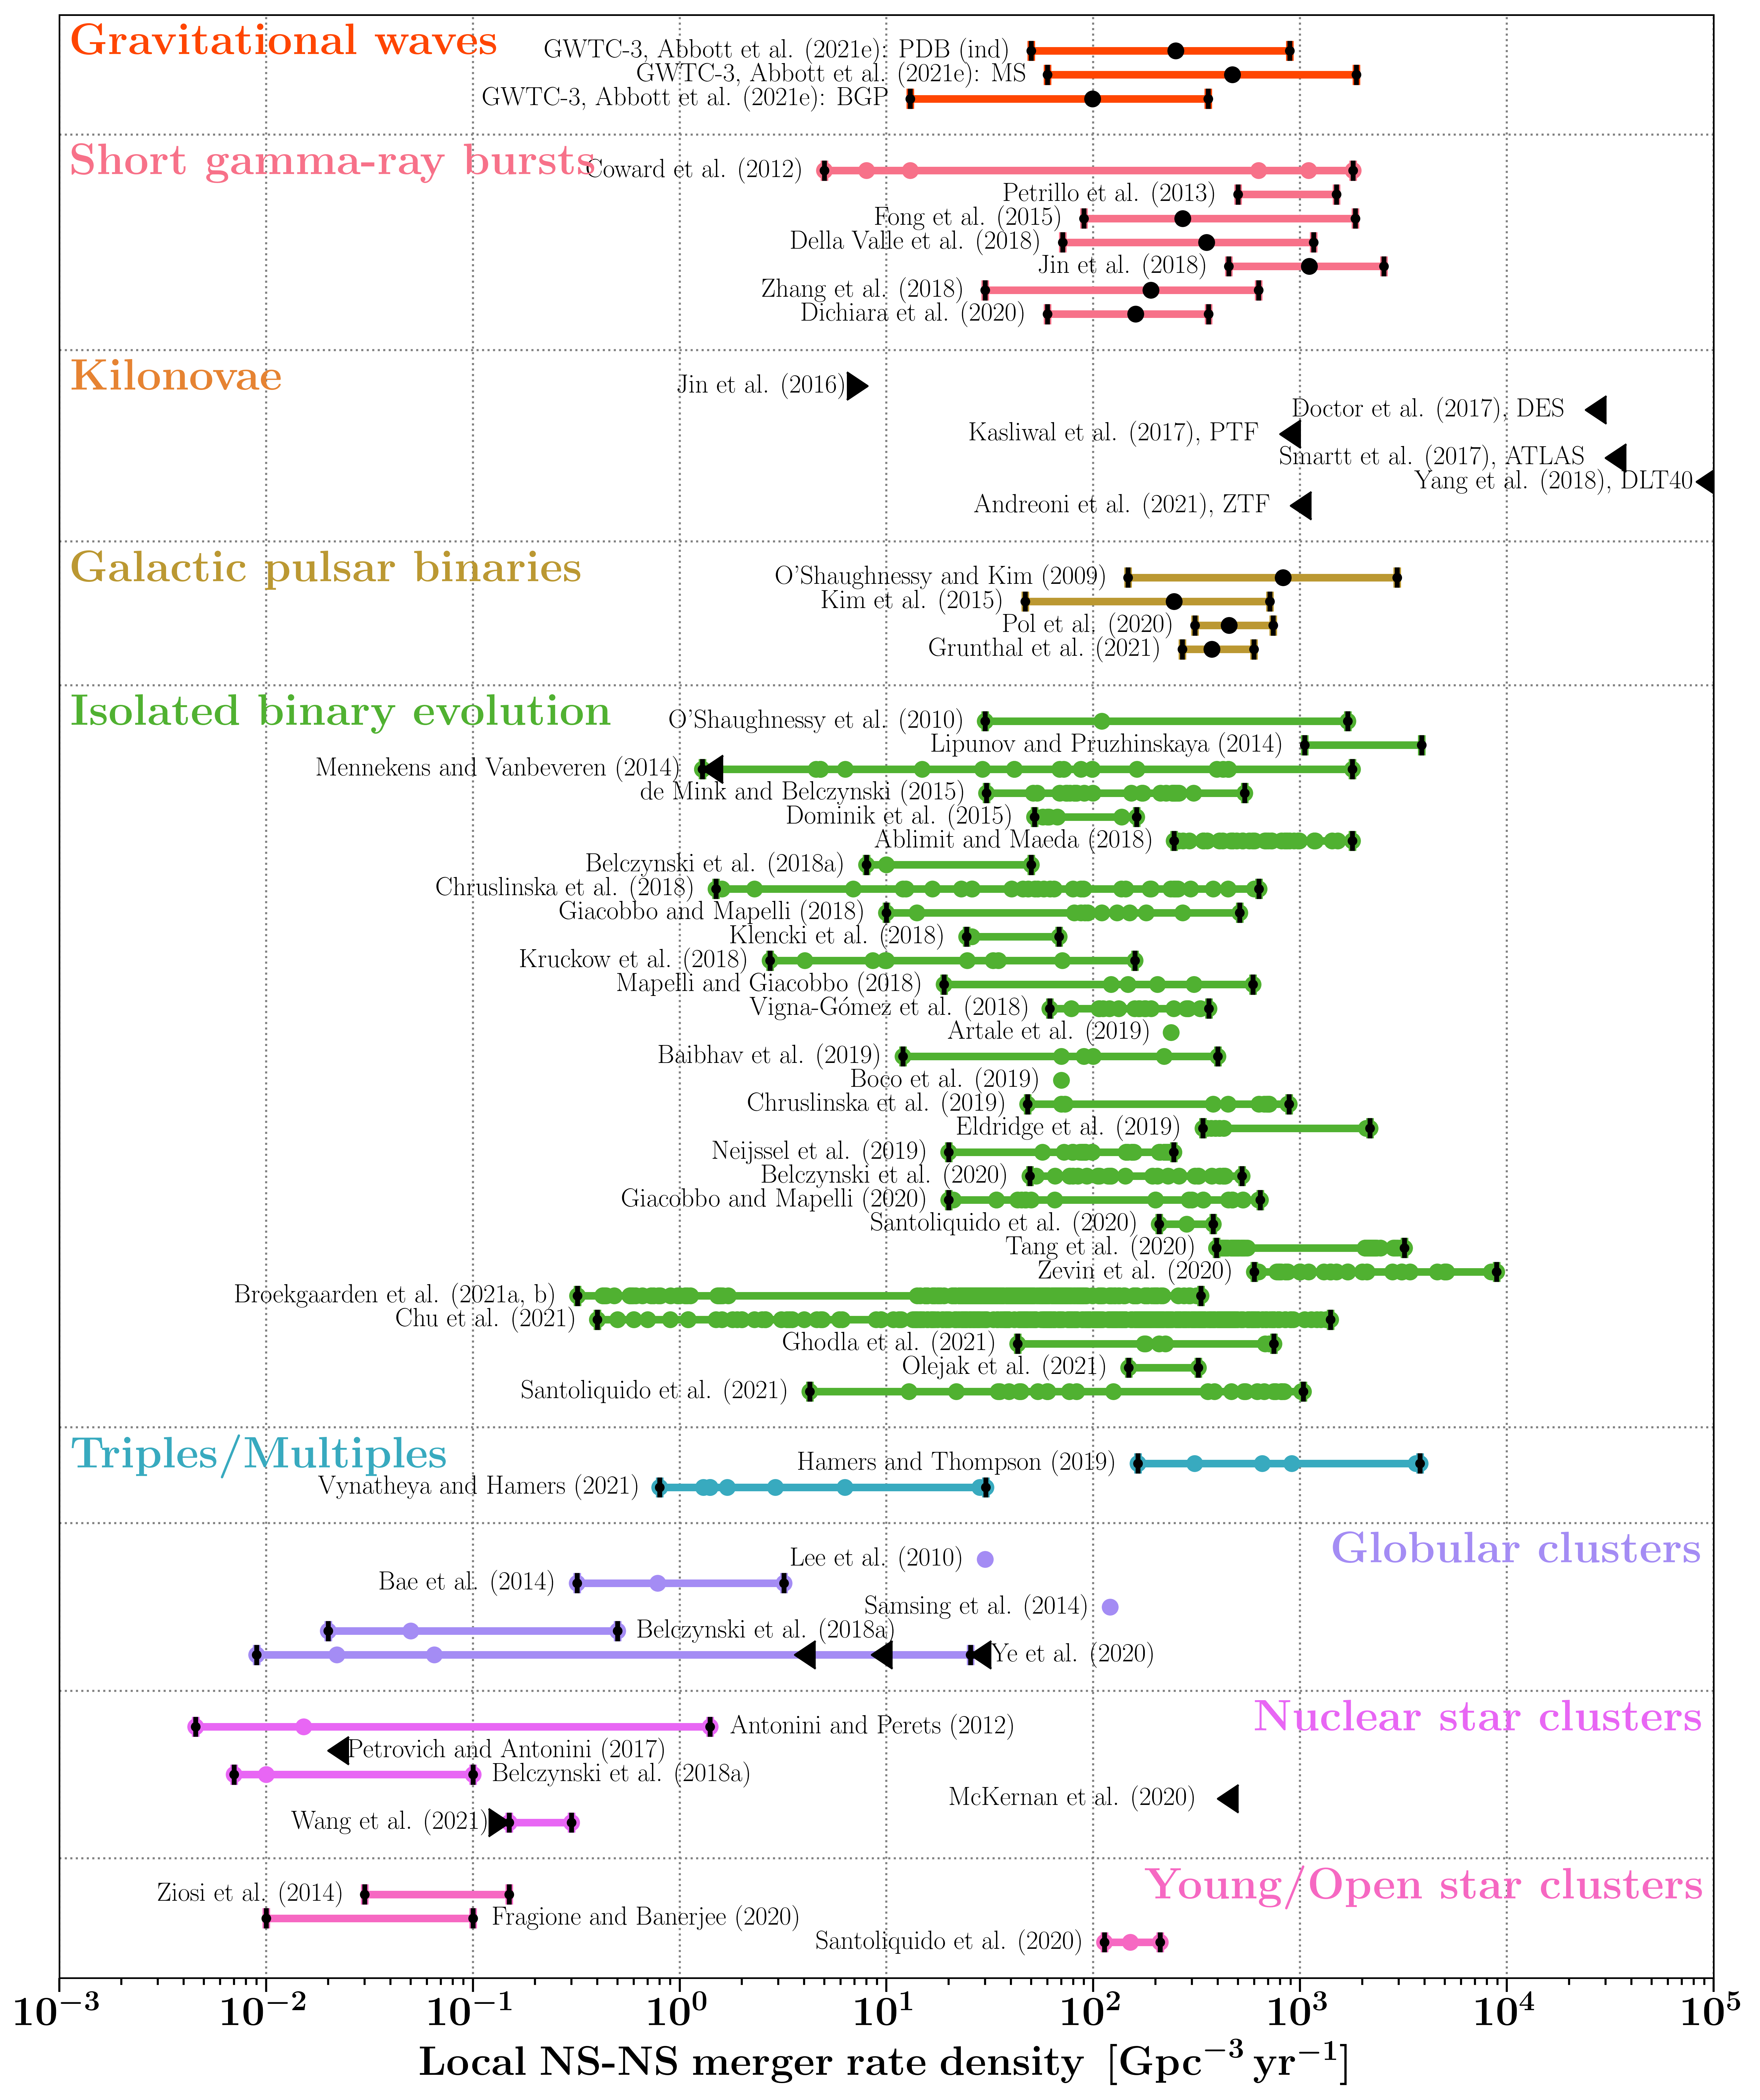 Gravitational waves
GWTC-3, Abbott et al. (2021e): PDB (ind)
GWTC-3, Abbott et al. (2021e): MS
GWTC-3, Abbott et al. (2021e): BGP
Short gamma-ray bursts
Coward et al. (2012)
Petrillo et al. (2013)
Fong et al. (2015)
Della Valle et al. (2018)
Jin et al. (2018)
Zhang et al. (2018)
Dichiara et al. (2020)
Kilonovae
Jin et al. (2016)
Doctor et al. (2017), DES
Kasliwal et al. (2017), PTF
Smartt et al. (2017), ATLAS
Yang et al. (2018), DLT40
Andreoni et al. (2021), ZTF
Galactic pulsar binaries
O'Shaughnessy and Kim (2009)
Kim et al. (2015)
Pol et al. (2020)
Grunthal et al. (2021)
Isolated binary evolution
O'Shaughnessy et al. (2010)
Lipunov and Pruzhinskaya (2014)
Mennekens and Vanbeveren (2014)
de Mink and Belczynski (2015)
Dominik et al. (2015)
Ablimit and Maeda (2018)
Belczynski et al. (2018a)
Chruslinska et al. (2018)
Giacobbo and Mapelli (2018)
Klencki et al. (2018)
Kruckow et al. (2018)
Mapelli and Giacobbo (2018)
Vigna-Gómez et al. (2018)
Artale et al. (2019)
Baibhav et al. (2019)
Boco et al. (2019)
Chruslinska et al. (2019)
Eldridge et al. (2019)
Neijssel et al. (2019)
Belczynski et al. (2020)
Giacobbo and Mapelli (2020)
Santoliquido et al. (2020)
Tang et al. (2020)
Zevin et al. (2020)
Broekgaarden et al. (2021a, b)
Chu et al. (2021)
Ghodla et al. (2021)
Olejak et al. (2021)
Santoliquido et al. (2021)
Triples/Multiples
Hamers and Thompson (2019)
Vynatheya and Hamers (2021)
Globular clusters
Lee et al. (2010)
Bae et al. (2014)
Samsing et al. (2014)
Belczynski et al. (2018a)
Ye et al. (2020)
Nuclear star clusters
Antonini and Perets (2012)
Petrovich and Antonini (2017)
Belczynski et al. (2018a)
McKernan et al. (2020)
Wang et al. (2021)
Young/Open star clusters
Ziosi et al. (2014)
Fragione and Banerjee (2020)
Santoliquido et al. (2020)
10⁻³ 10⁻² 10⁻¹ 10⁰ 10¹ 10² 10³ 10⁴ 10⁵
Local NS-NS merger rate density [Gpc⁻³ yr⁻¹]